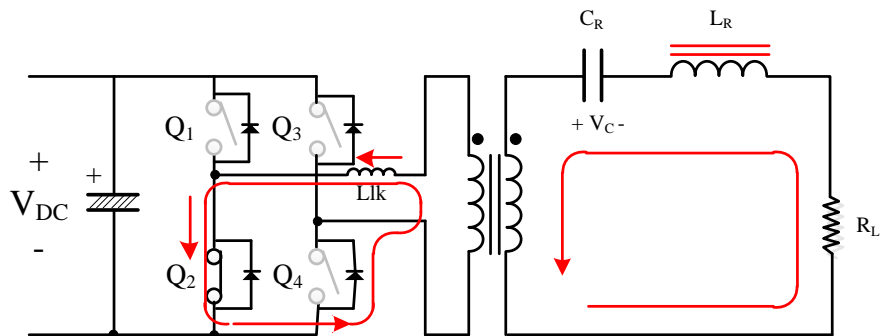 C_R
L_R
+ V_C -
Q_1
Q_3
+
+
V_DC
-
Llk
R_L
Q_2
Q_4